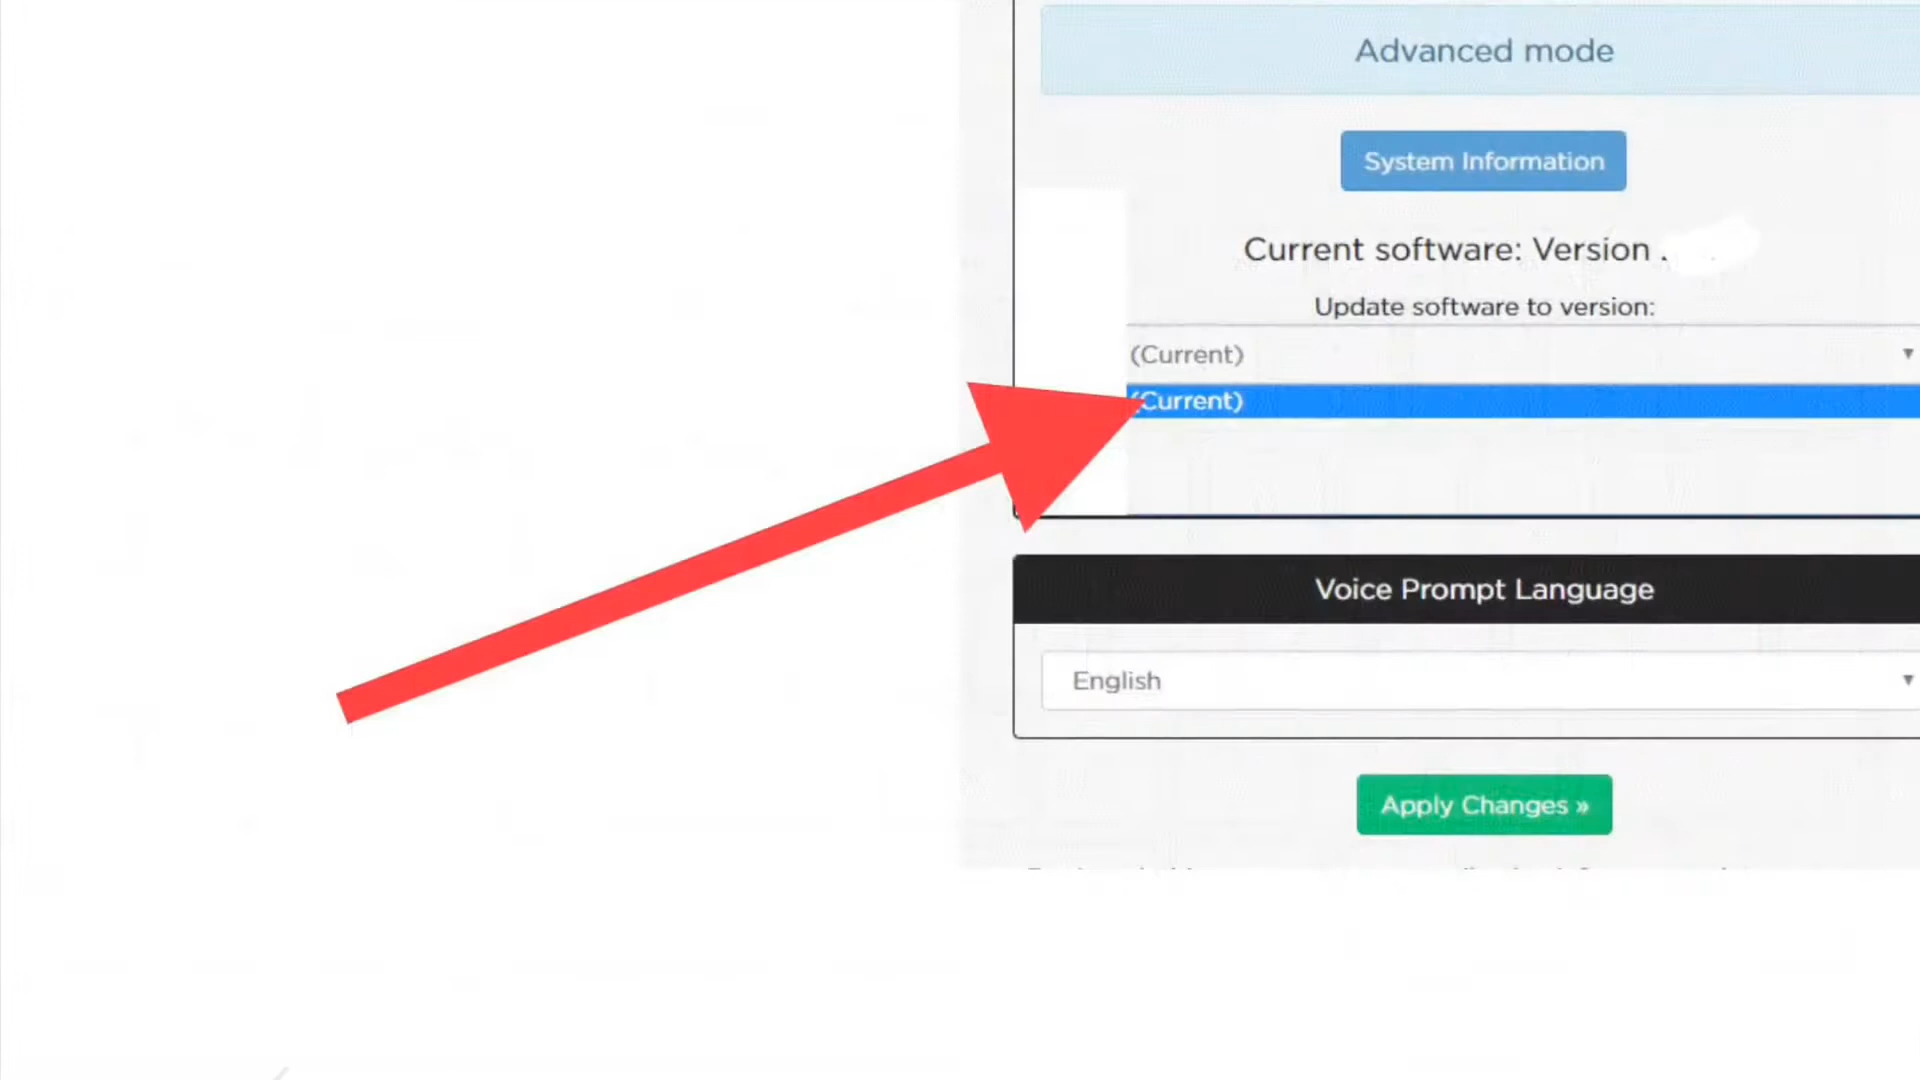 Advanced mode
System Information
Current software: Version
Update software to version:
(Current)
(Current)
Voice Prompt Language
English
Apply Changes »